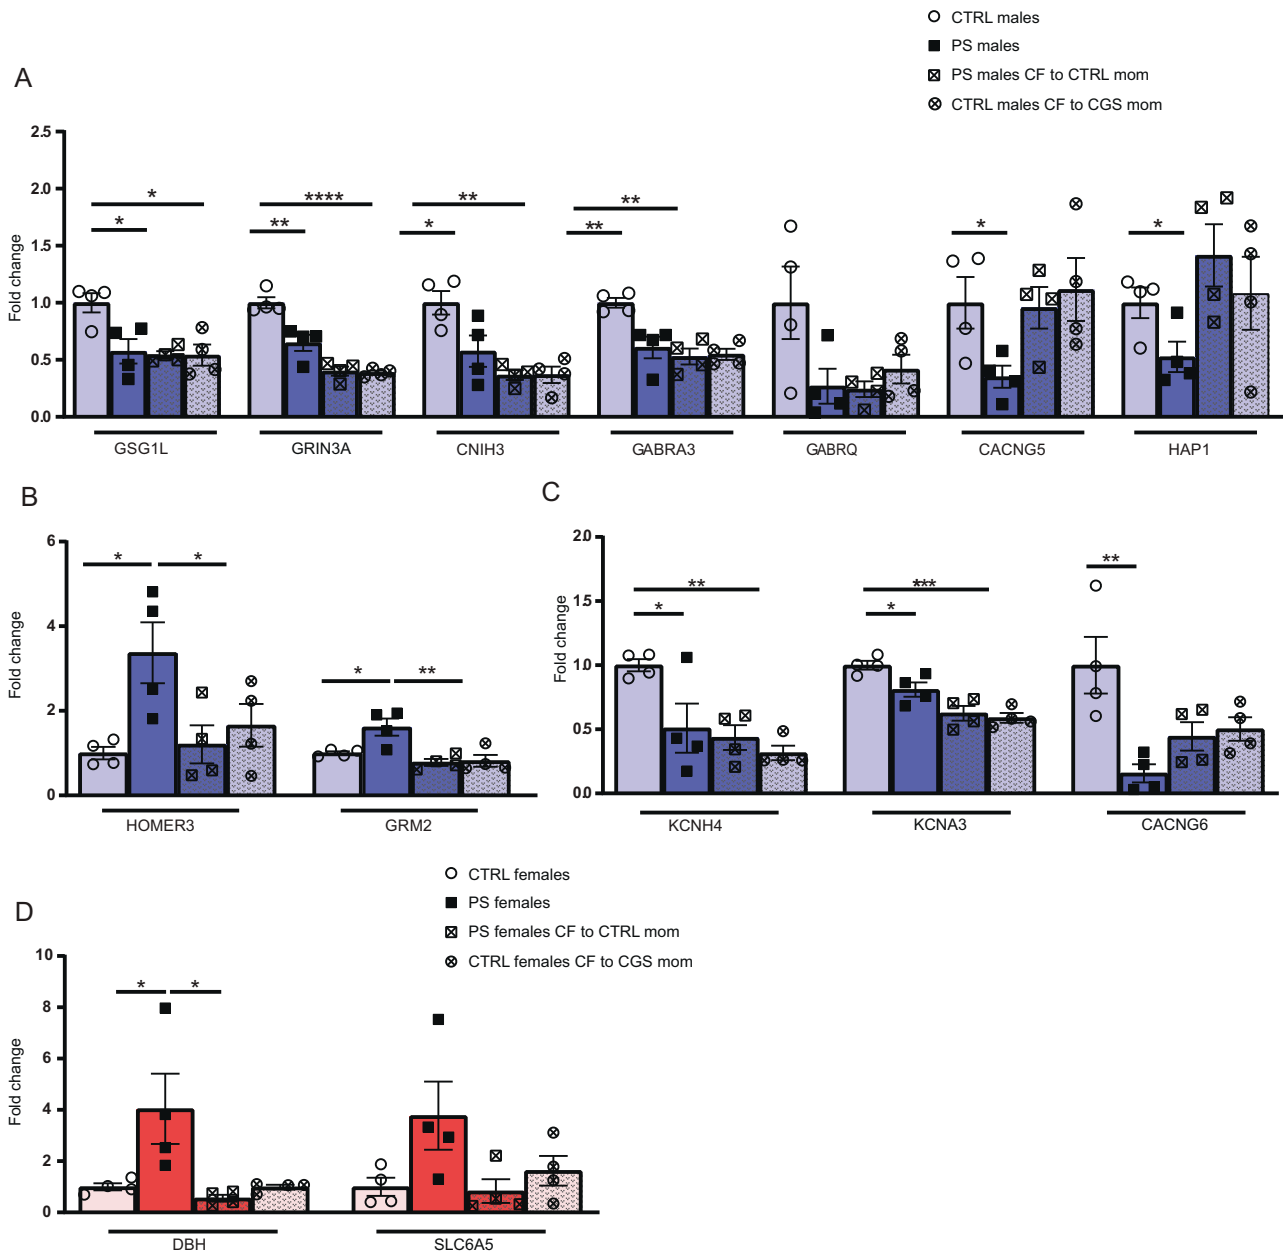 CTRL males
PS males
PS males CF to CTRL mom
CTRL males CF to CGS mom
A
Fold change
2.5
2.0
1.5
1.0
0.5
0.0
* * ** **** * ** ** ** * *
GSG1L GRIN3A CNIH3 GABRA3 GABRQ CACNG5 HAP1
B
Fold change
6
4
2
0
* * * **
HOMER3 GRM2
C
Fold change
2.0
1.5
1.0
0.5
0.0
* ** * *** **
KCNH4 KCNA3 CACNG6
CTRL females
PS females
PS females CF to CTRL mom
CTRL females CF to CGS mom
D
Fold change
10
8
6
4
2
0
* *
DBH SLC6A5